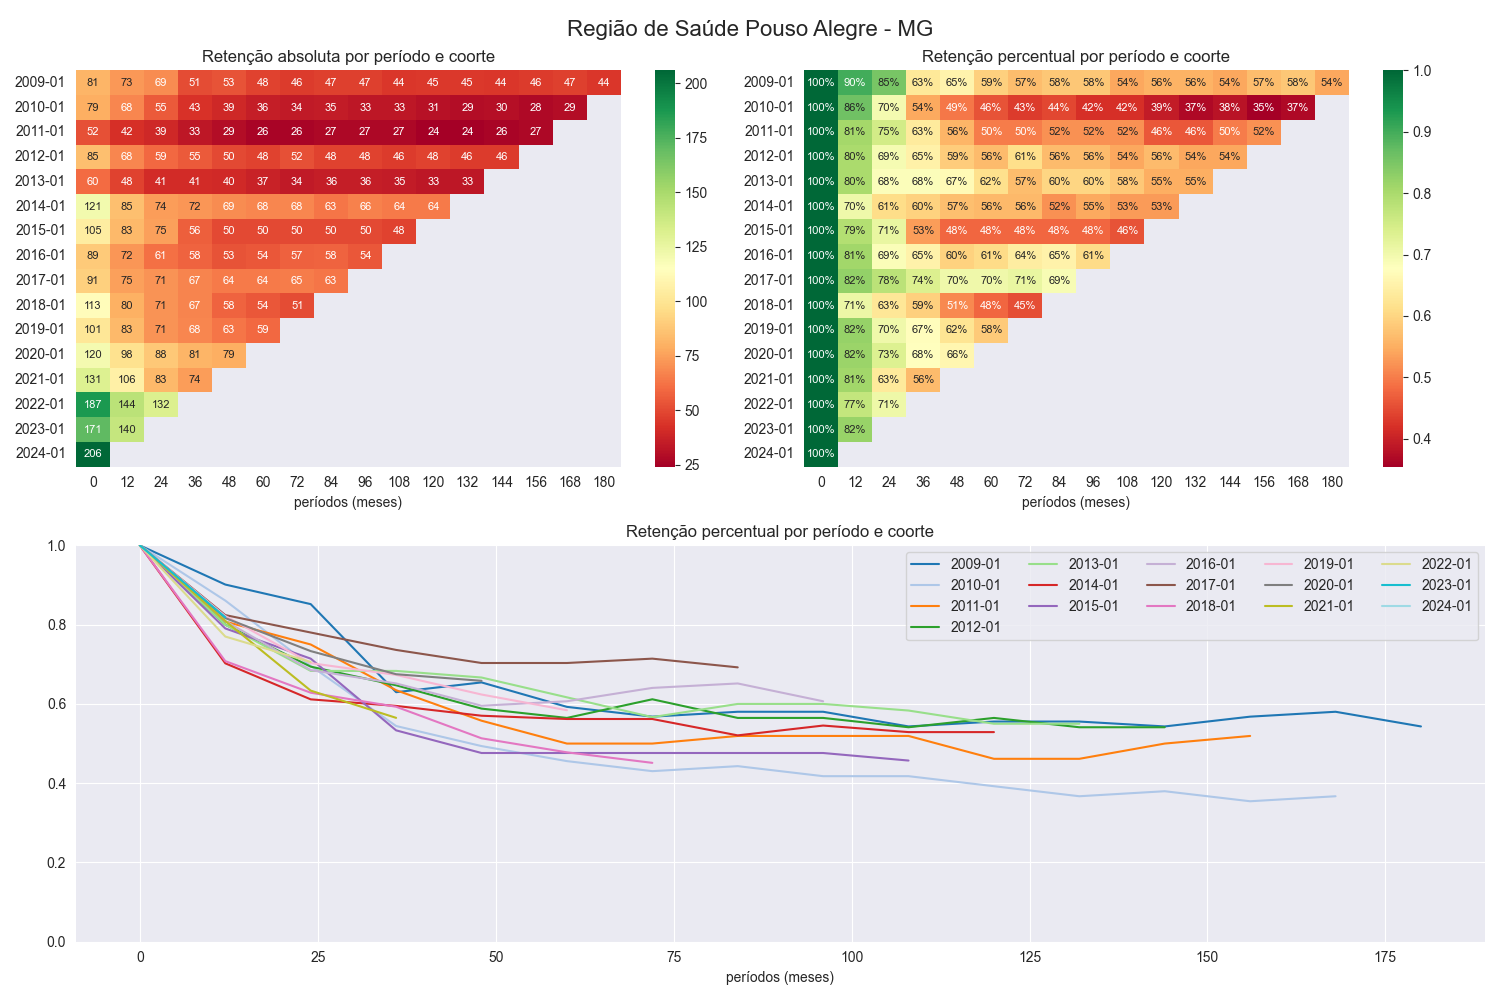 Região de Saúde Pouso Alegre - MG
Retenção absoluta por período e coorte
2009-01 81 73 69 51 53 48 46 47 47 44 45 45 44 46 47 44
2010-01 79 68 55 43 39 36 34 35 33 33 31 29 30 28 29
2011-01 52 42 39 33 29 26 26 27 27 27 24 24 26 27
2012-01 85 68 59 55 50 48 52 48 48 46 48 46 46
2013-01 60 48 41 41 40 37 34 36 36 35 33 33
2014-01 121 85 74 72 69 68 68 63 66 64 64
2015-01 105 83 75 56 50 50 50 50 50 48
2016-01 89 72 61 58 53 54 57 58 54
2017-01 91 75 71 67 64 64 65 63
2018-01 113 80 71 67 58 54 51
2019-01 101 83 71 68 63 59
2020-01 120 98 88 81 79
2021-01 131 106 83 74
2022-01 187 144 132
2023-01 171 140
2024-01 206
0 12 24 36 48 60 72 84 96 108 120 132 144 156 168 180
períodos (meses)
200
175
150
125
100
75
50
25
Retenção percentual por período e coorte
2009-01 100% 90% 85% 63% 65% 59% 57% 58% 58% 54% 56% 56% 54% 57% 58% 54%
2010-01 100% 86% 70% 54% 49% 46% 43% 44% 42% 42% 39% 37% 38% 35% 37%
2011-01 100% 81% 75% 63% 56% 50% 50% 52% 52% 52% 46% 46% 50% 52%
2012-01 100% 80% 69% 65% 59% 56% 61% 56% 56% 54% 56% 54% 54%
2013-01 100% 80% 68% 68% 67% 62% 57% 60% 60% 58% 55% 55%
2014-01 100% 70% 61% 60% 57% 56% 56% 52% 55% 53% 53%
2015-01 100% 79% 71% 53% 48% 48% 48% 48% 48% 46%
2016-01 100% 81% 69% 65% 60% 61% 64% 65% 61%
2017-01 100% 82% 78% 74% 70% 70% 71% 69%
2018-01 100% 71% 63% 59% 51% 48% 45%
2019-01 100% 82% 70% 67% 62% 58%
2020-01 100% 82% 73% 68% 66%
2021-01 100% 81% 63% 56%
2022-01 100% 77% 71%
2023-01 100% 82%
2024-01 100%
0 12 24 36 48 60 72 84 96 108 120 132 144 156 168 180
períodos (meses)
1.0
0.9
0.8
0.7
0.6
0.5
0.4
Retenção percentual por período e coorte
1.0
0.8
0.6
0.4
0.2
0.0
2009-01 2013-01 2016-01 2019-01 2022-01
2010-01 2014-01 2017-01 2020-01 2023-01
2011-01 2015-01 2018-01 2021-01 2024-01
2012-01
0 25 50 75 100 125 150 175
períodos (meses)